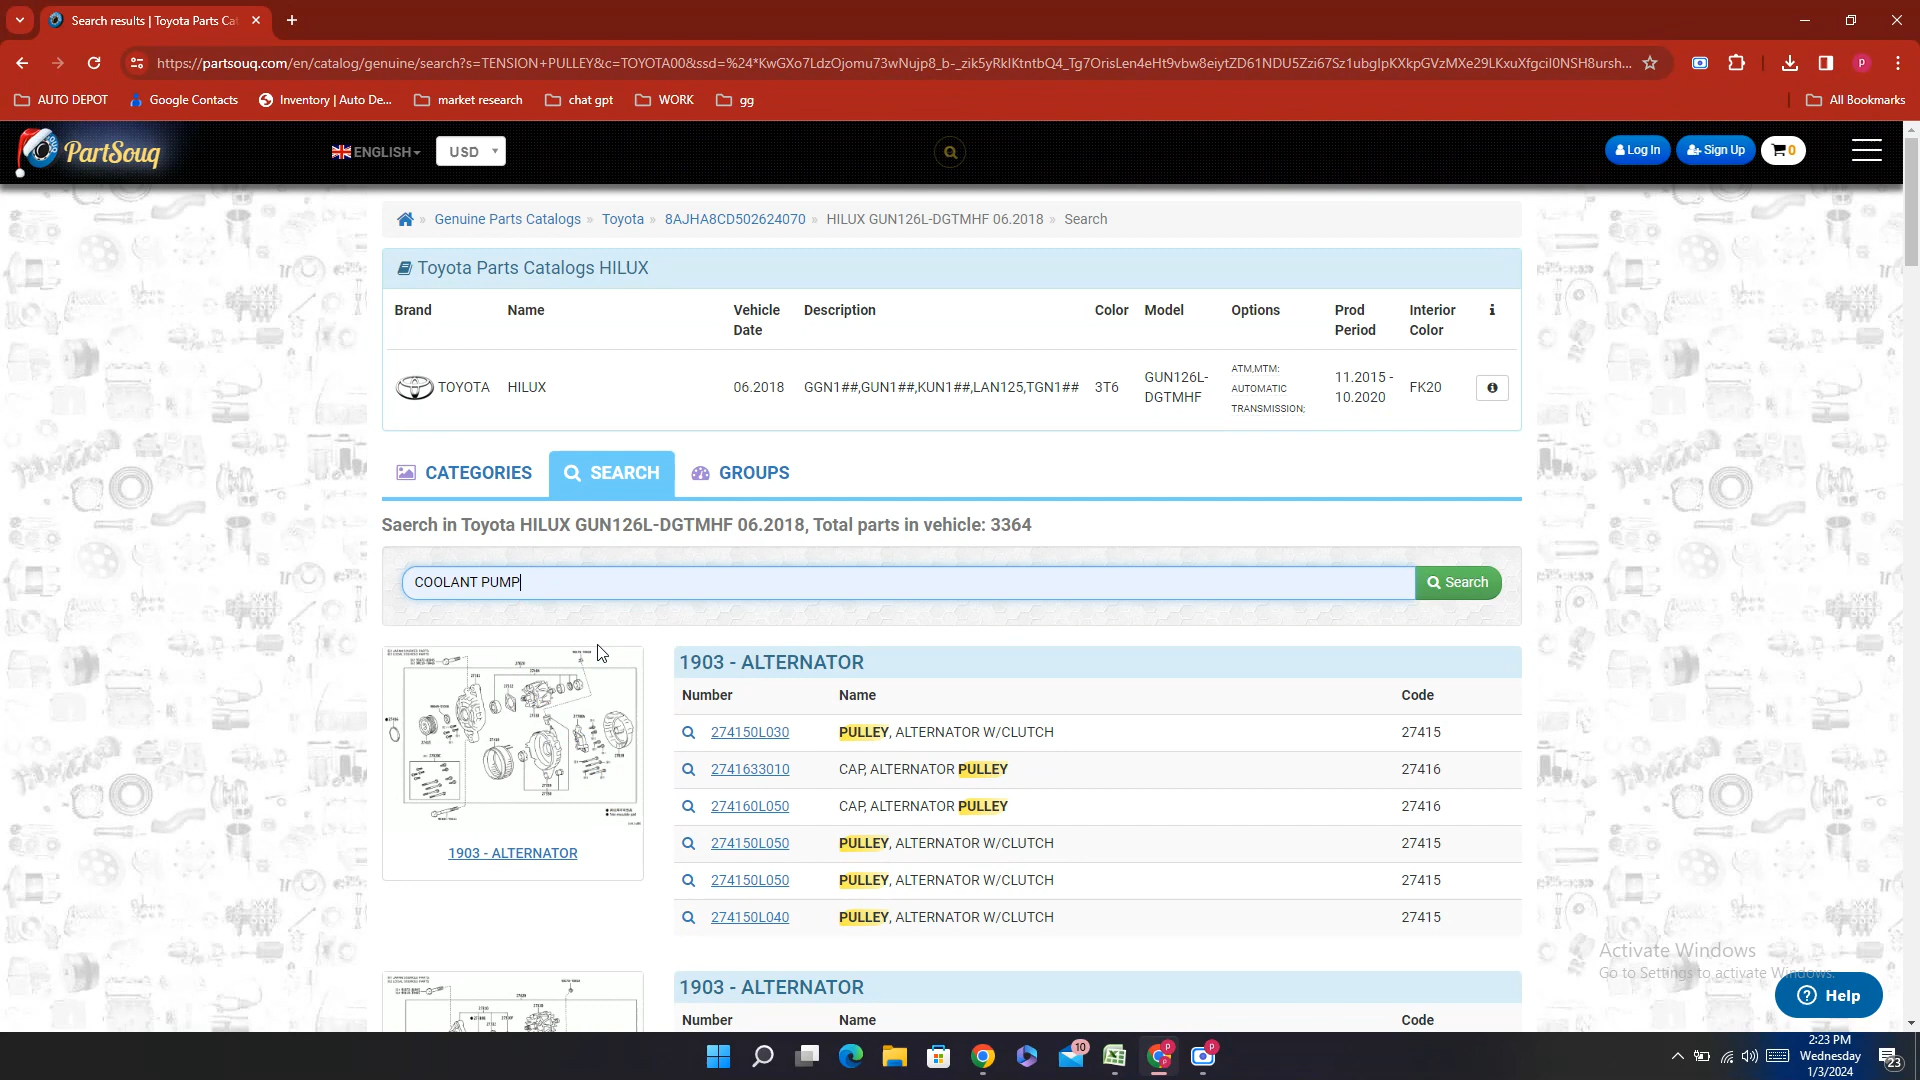 Search results | Toyota Parts Cat
https://partsouq.com/en/catalog/genuine/search?s=TENSION+PULLEY&c=TOYOTA00&ssd=%24*
AUTO DEPOT
Google Contacts
Inventory | Auto De...
market research
chat gpt
WORK
gg
All Bookmarks
PartSouq
ENGLISH
USD
Log In
Sign Up
0
» Genuine Parts Catalogs » Toyota » 8AJHA8CD502624070 » HILUX GUN126L-DGTMHF 06.2018 » Search
Toyota Parts Catalogs HILUX
Brand Name Vehicle Date Description Color Model Options Prod Period Interior Color
TOYOTA HILUX 06.2018 GGN1##,GUN1##,KUN1##,LAN125,TGN1## 3T6 GUN126L-DGTMHF ATM,MTM: AUTOMATIC TRANSMISSION; 11.2015 - 10.2020 FK20
CATEGORIES
SEARCH
GROUPS
Saerch in Toyota HILUX GUN126L-DGTMHF 06.2018, Total parts in vehicle: 3364
COOLANT PUMP
Search
1903 - ALTERNATOR
1903 - ALTERNATOR
Number Name Code
274150L030 PULLEY, ALTERNATOR W/CLUTCH 27415
2741633010 CAP, ALTERNATOR PULLEY 27416
274160L050 CAP, ALTERNATOR PULLEY 27416
274150L050 PULLEY, ALTERNATOR W/CLUTCH 27415
274150L050 PULLEY, ALTERNATOR W/CLUTCH 27415
274150L040 PULLEY, ALTERNATOR W/CLUTCH 27415
1903 - ALTERNATOR
Number Name Code
Activate Windows
Go to Settings to activate Windows.
Help
10
2:23 PM
Wednesday
1/3/2024
23